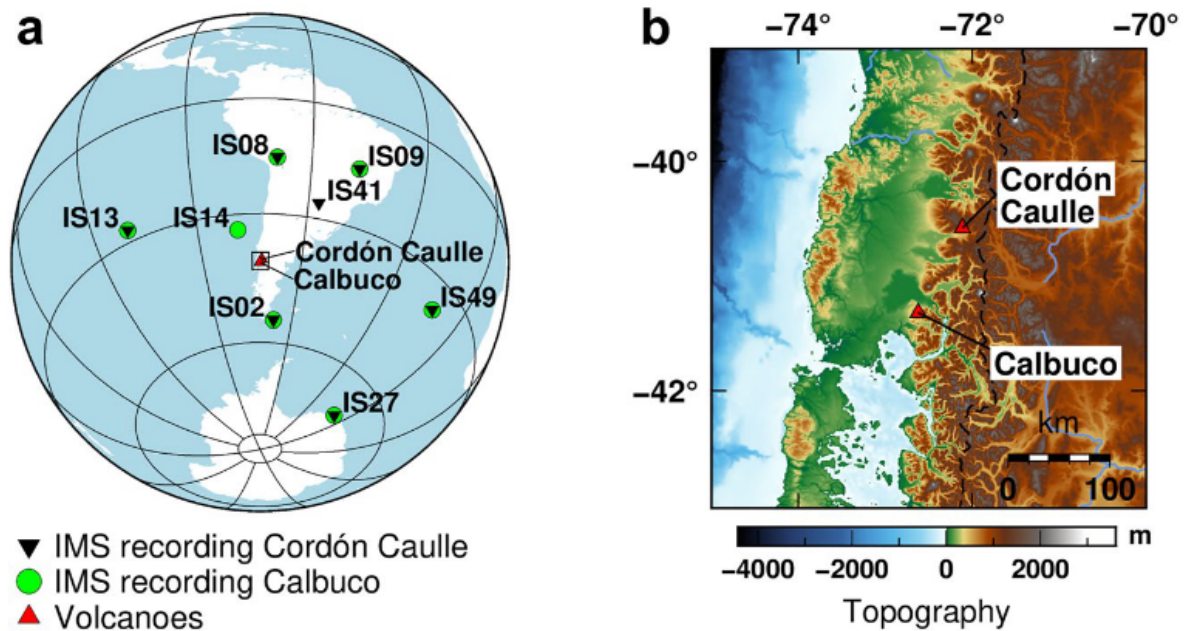 a
IS08
IS09
IS41
IS13
IS14
Cordón Caulle
Calbuco
IS02
IS49
IS27
IMS recording Cordón Caulle
IMS recording Calbuco
Volcanoes
b
−74° −72° −70°
−40°
Cordón
Caulle
Calbuco
−42°
km
0 100
m
−4000 −2000 0 2000
Topography